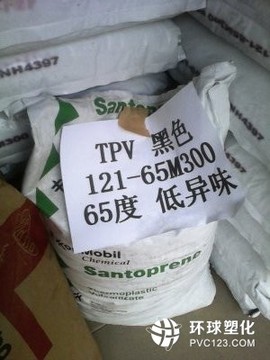 NH4397
Santoprene
TPV 黑色
121-65M300
65度 低异味
Mobil
Chemical
Santoprene
Thermoplastic
Vulcanizate
环球塑化
PVC123.COM